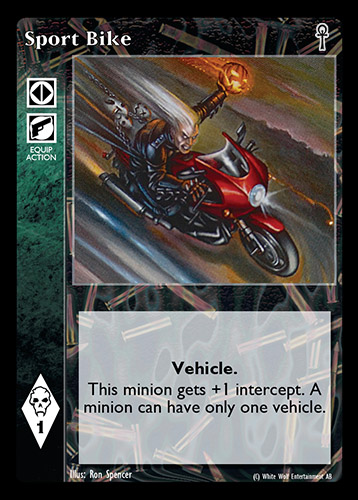 Sport Bike
EQUIP
ACTION
Vehicle.
This minion gets +1 intercept. A
minion can have only one vehicle.
1
Illus: Ron Spencer
(C) White Wolf Entertainment AB